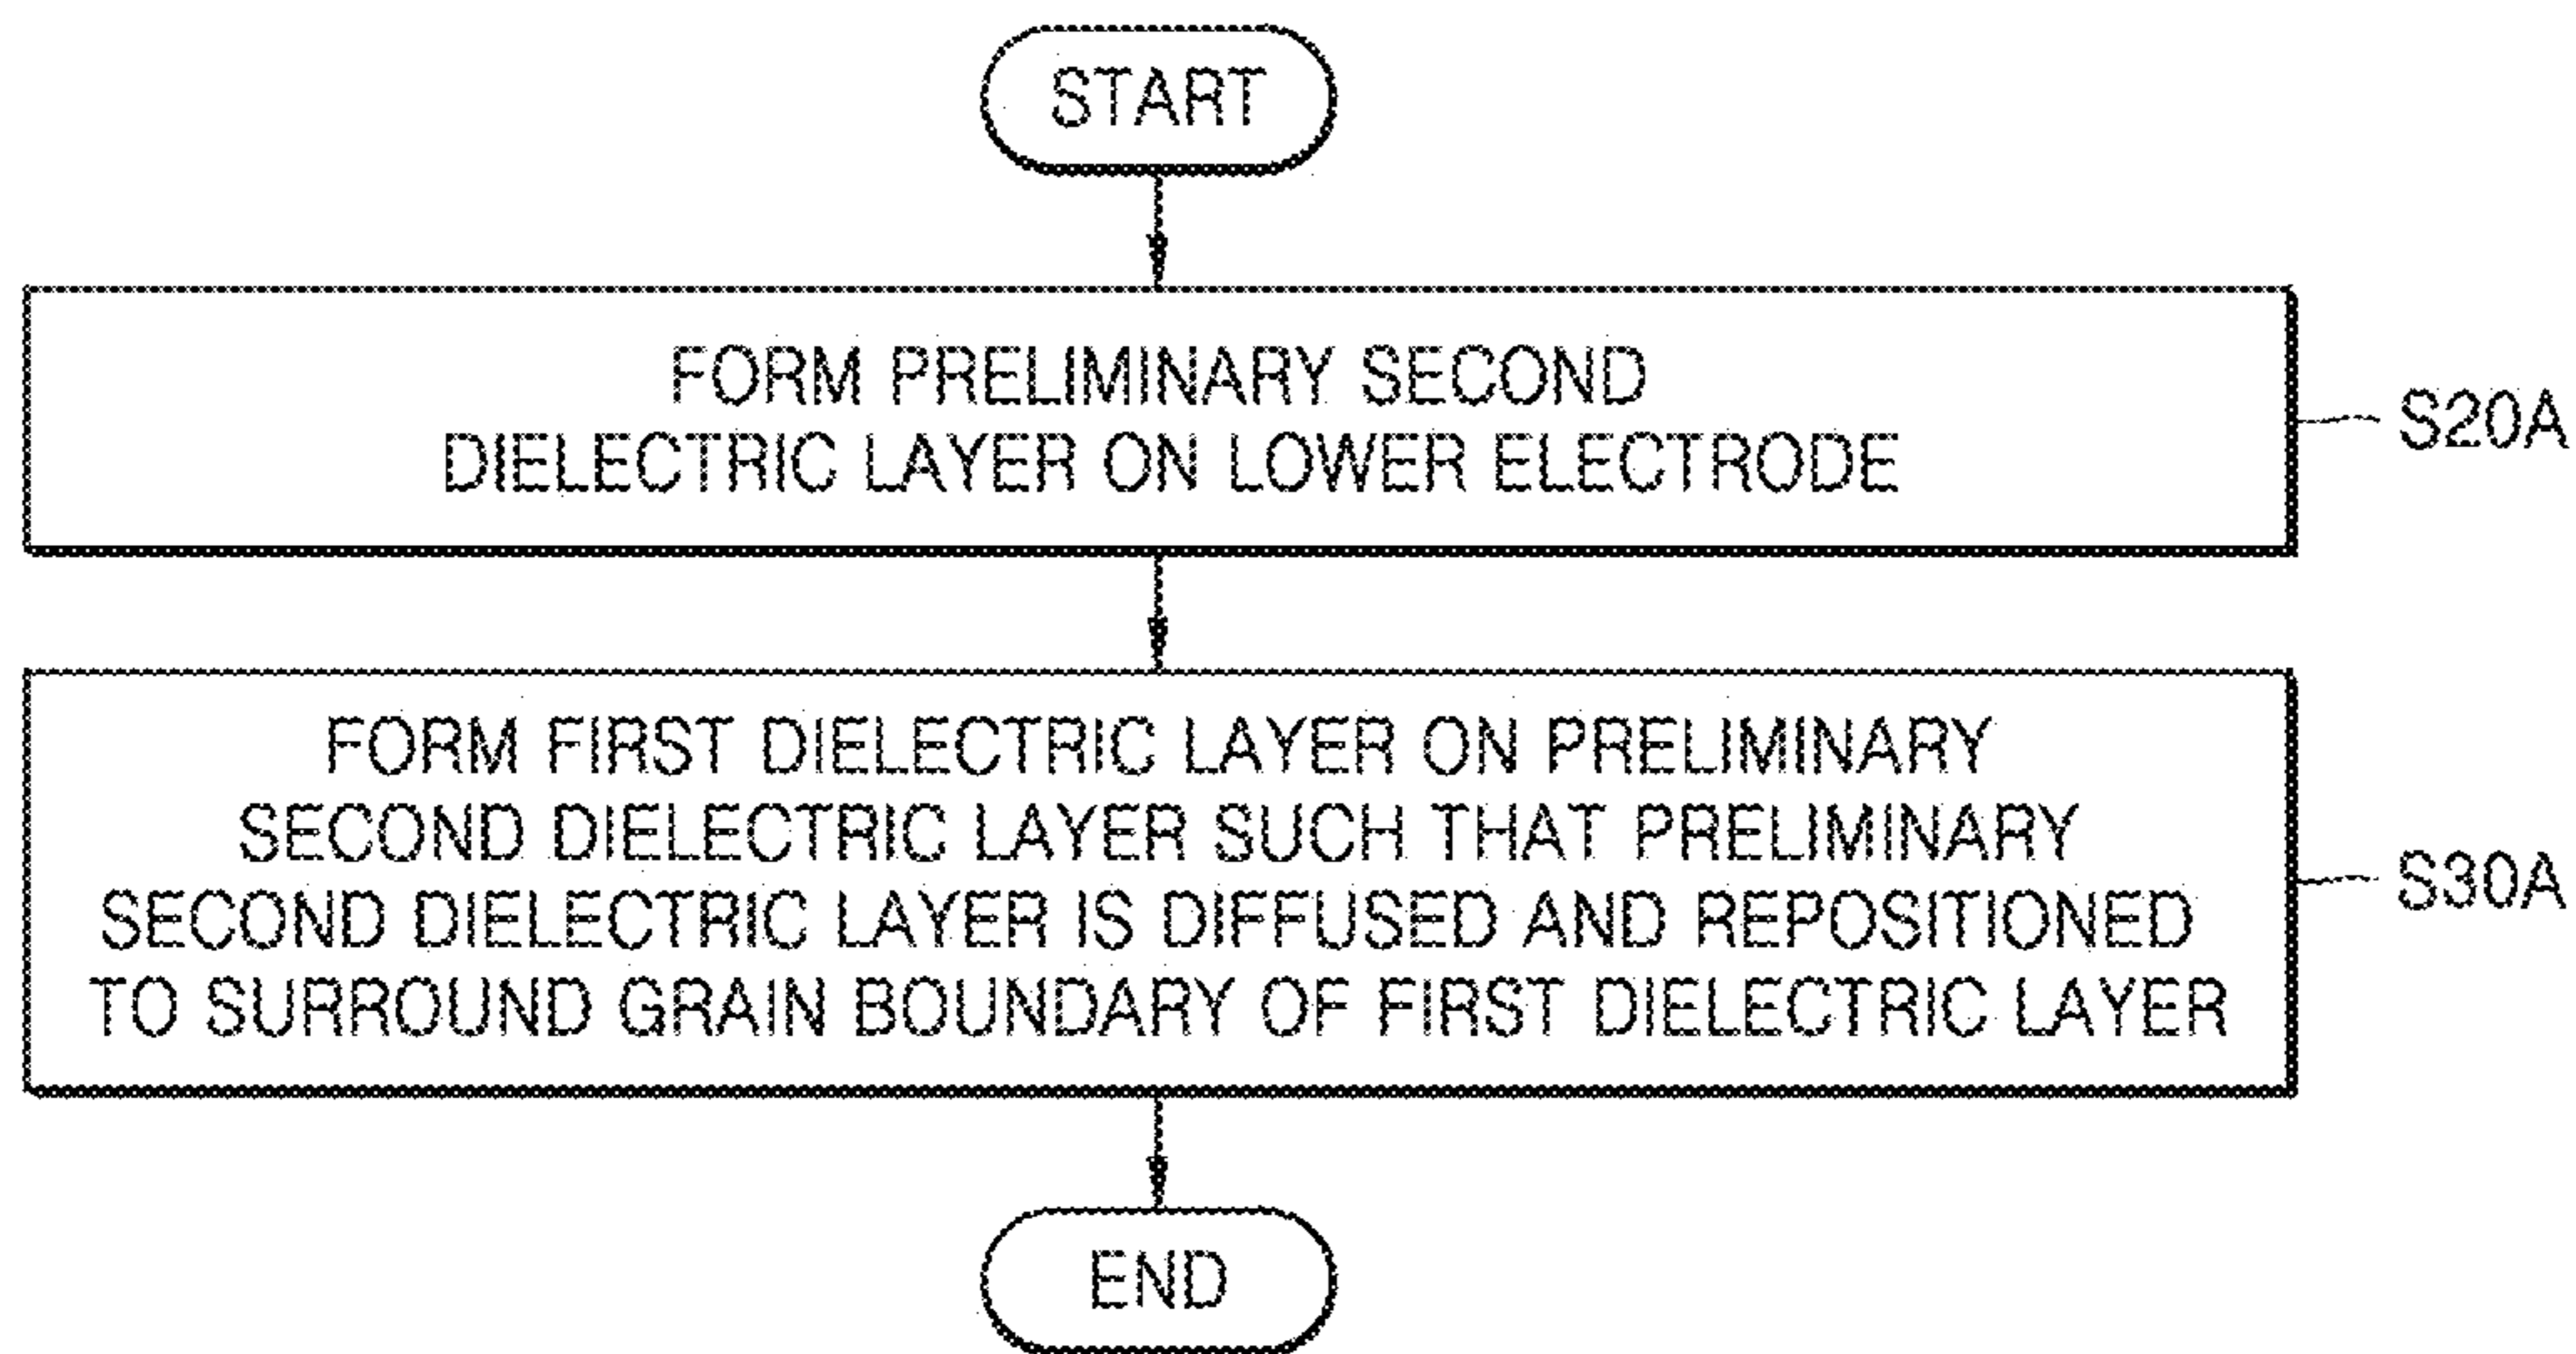 START
FORM PRELIMINARY SECOND
DIELECTRIC LAYER ON LOWER ELECTRODE
S20A
FORM FIRST DIELECTRIC LAYER ON PRELIMINARY
SECOND DIELECTRIC LAYER SUCH THAT PRELIMINARY
SECOND DIELECTRIC LAYER IS DIFFUSED AND REPOSITIONED
TO SURROUND GRAIN BOUNDARY OF FIRST DIELECTRIC LAYER
S30A
END